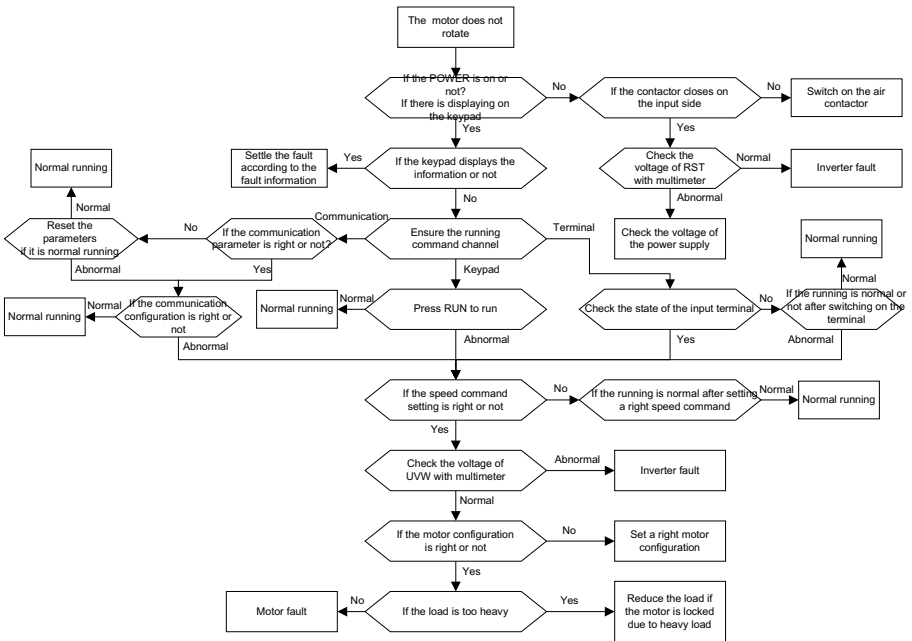 The motor does not
rotate
If the POWER is on or
not?
If there is displaying on
the keypad
No
If the contactor closes on
the input side
No
Switch on the air
contactor
Yes
Yes
Normal running
Settle the fault
according to the
fault information
Yes
If the keypad displays the
information or not
Check the
voltage of RST
with multimeter
Normal
Inverter fault
Normal
No
Abnormal
Reset the
parameters
if it is normal running
No
If the communication
parameter is right or not?
Communication
Ensure the running
command channel
Terminal
Check the voltage of
the power supply
Normal running
Abnormal
Yes
Keypad
Normal
Normal running
Normal
If the communication
configuration is right or
not
Normal running
Normal
Press RUN to run
Check the state of the input terminal
No
If the running is normal or
not after switching on the
terminal
Abnormal
Abnormal
Yes
Abnormal
If the speed command
setting is right or not
No
If the running is normal after setting
a right speed command
Normal
Normal running
Yes
Check the voltage of
UVW with multimeter
Abnormal
Inverter fault
Normal
If the motor configuration
is right or not
No
Set a right motor
configuration
Yes
Motor fault
No
If the load is too heavy
Yes
Reduce the load if
the motor is locked
due to heavy load